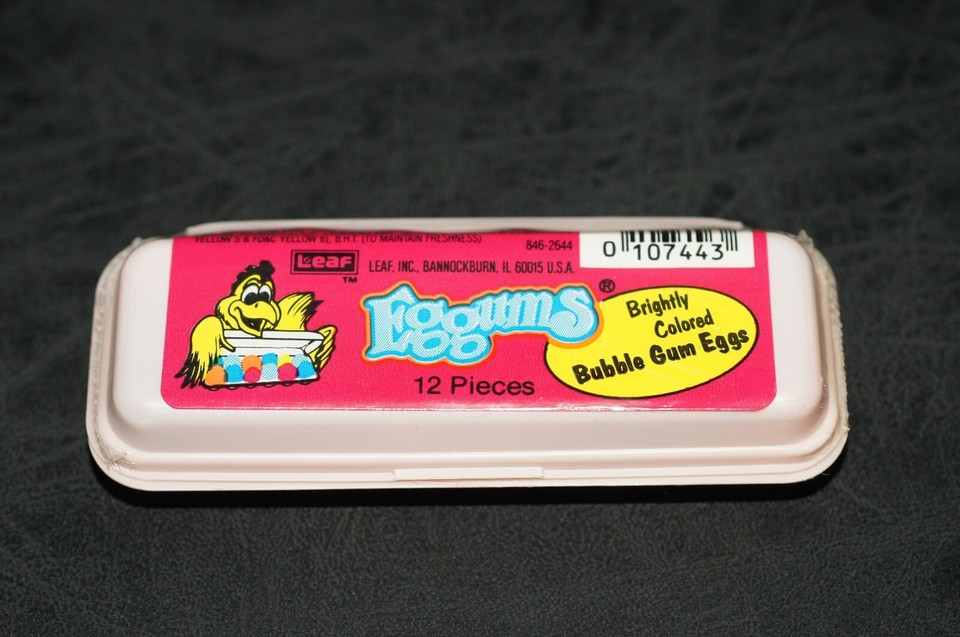 YELLOW 5 & FD&C YELLOW 6), B.H.T. (TO MAINTAIN FRESHNESS)
846-2644
0 107443
Leaf
TM
LEAF, INC., BANNOCKBURN, IL 60015 U.S.A.
Eggums®
12 Pieces
Brightly
Colored
Bubble Gum Eggs